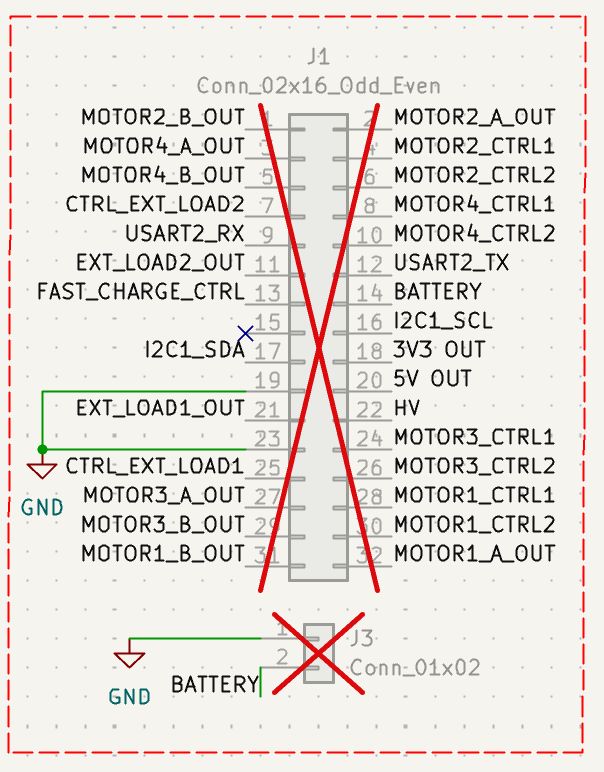 J1
Conn_02x16_Odd_Even
MOTOR2_B_OUT 1 2 MOTOR2_A_OUT
MOTOR4_A_OUT 3 4 MOTOR2_CTRL1
MOTOR4_B_OUT 5 6 MOTOR2_CTRL2
CTRL_EXT_LOAD2 7 8 MOTOR4_CTRL1
USART2_RX 9 10 MOTOR4_CTRL2
EXT_LOAD2_OUT 11 12 USART2_TX
FAST_CHARGE_CTRL 13 14 BATTERY
15 16 I2C1_SCL
I2C1_SDA 17 18 3V3 OUT
19 20 5V OUT
EXT_LOAD1_OUT 21 22 HV
23 24 MOTOR3_CTRL1
CTRL_EXT_LOAD1 25 26 MOTOR3_CTRL2
MOTOR3_A_OUT 27 28 MOTOR1_CTRL1
GND
MOTOR3_B_OUT 29 30 MOTOR1_CTRL2
MOTOR1_B_OUT 31 32 MOTOR1_A_OUT
1 J3
2 Conn_01x02
BATTERY
GND